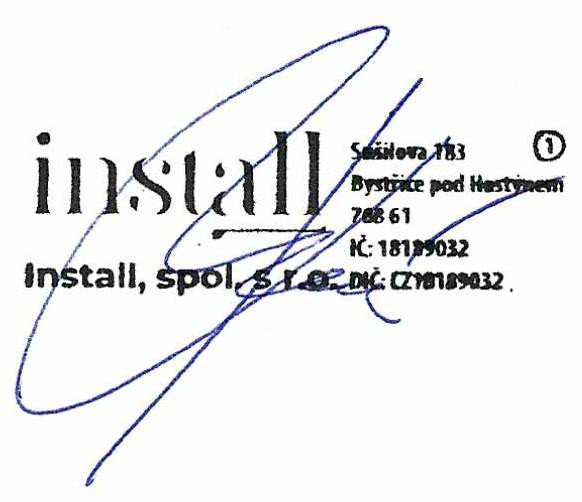 install
Install, spol. s r.o.
Sušilova 183
Bystřice pod Hostýnem
768 61
IČ: 18189032
DIČ: CZ18189032
1